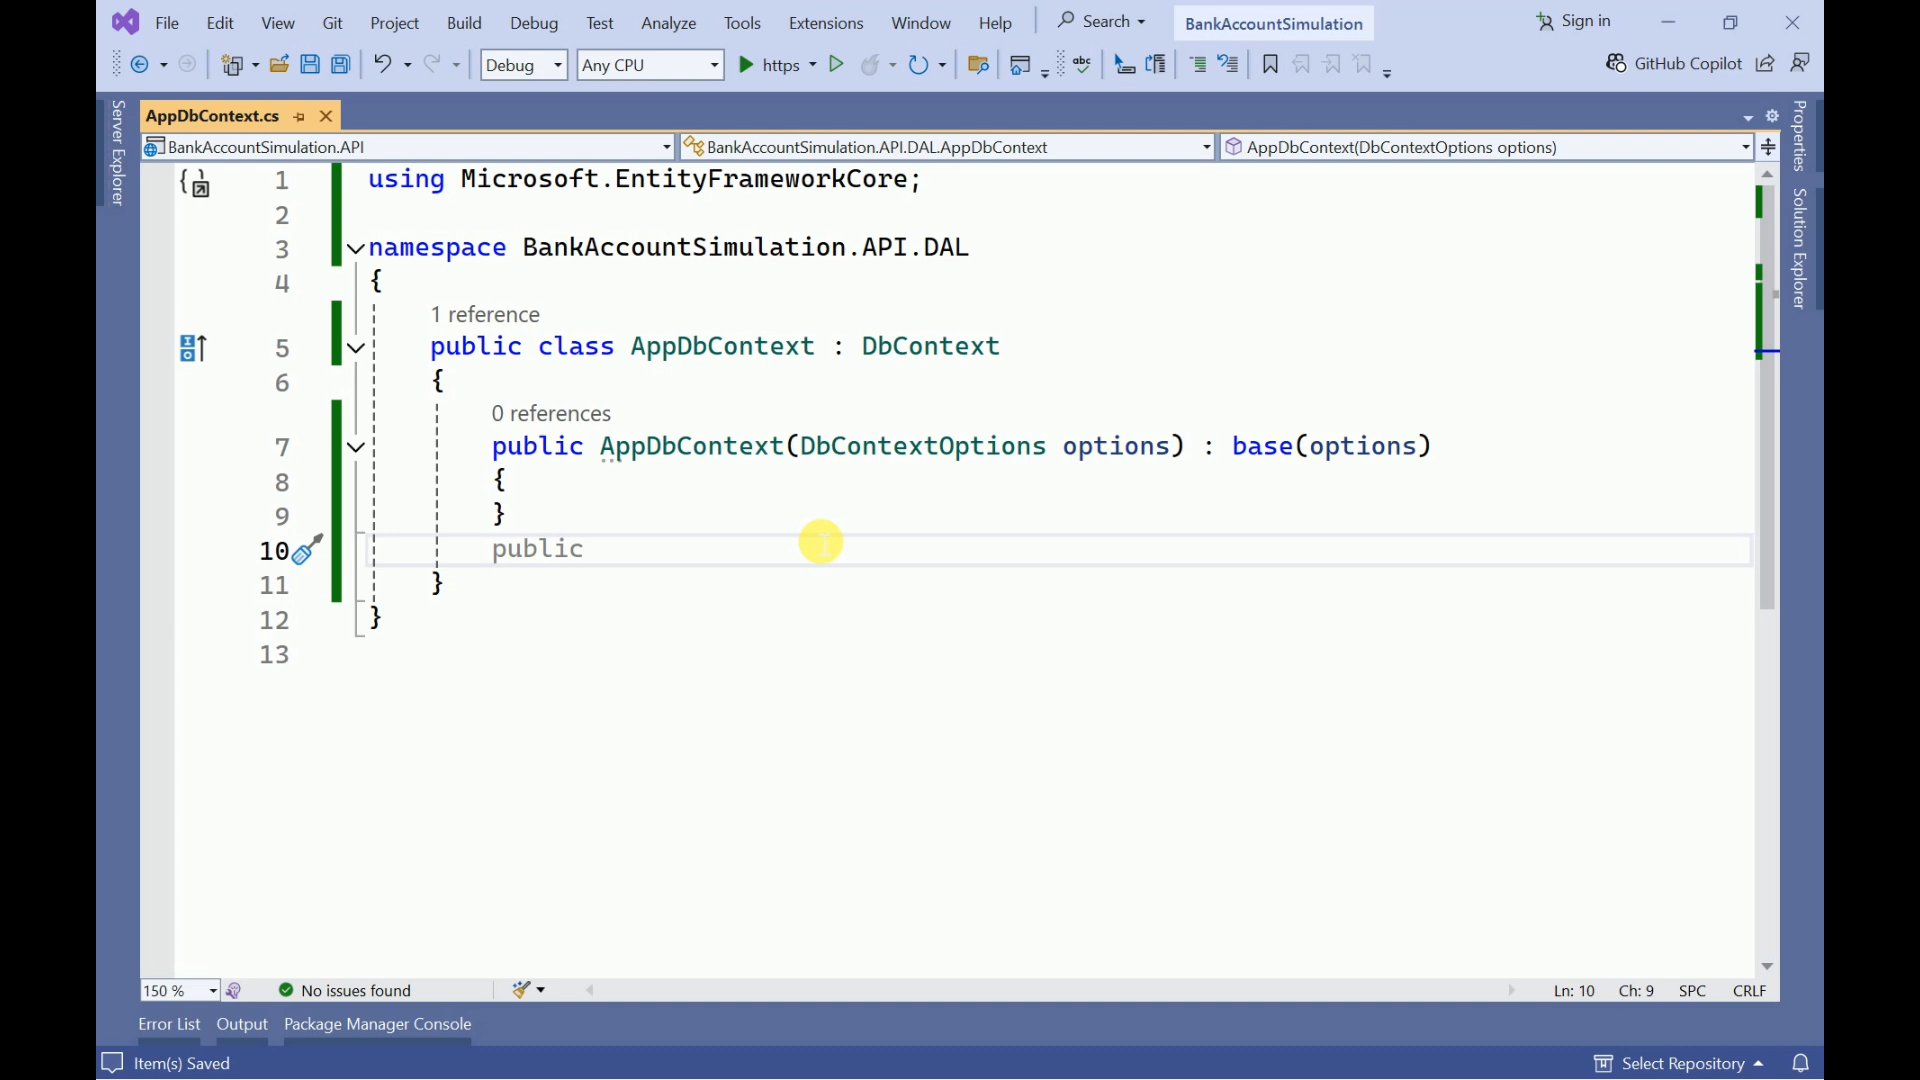 File Edit View Git Project Build Debug Test Analyze Tools Extensions Window Help Search BankAccountSimulation Sign in
Debug Any CPU https abc GitHub Copilot
Server Explorer
AppDbContext.cs
Properties
Solution Explorer
BankAccountSimulation.API BankAccountSimulation.API.DAL.AppDbContext AppDbContext(DbContextOptions options)
1 using Microsoft.EntityFrameworkCore;
2
3 namespace BankAccountSimulation.API.DAL
4 {
1 reference
5 public class AppDbContext : DbContext
6 {
0 references
7 public AppDbContext(DbContextOptions options) : base(options)
8 {
9 }
10 public
11 }
12 }
13
150 % No issues found Ln: 10 Ch: 9 SPC CRLF
Error List Output Package Manager Console
Item(s) Saved Select Repository